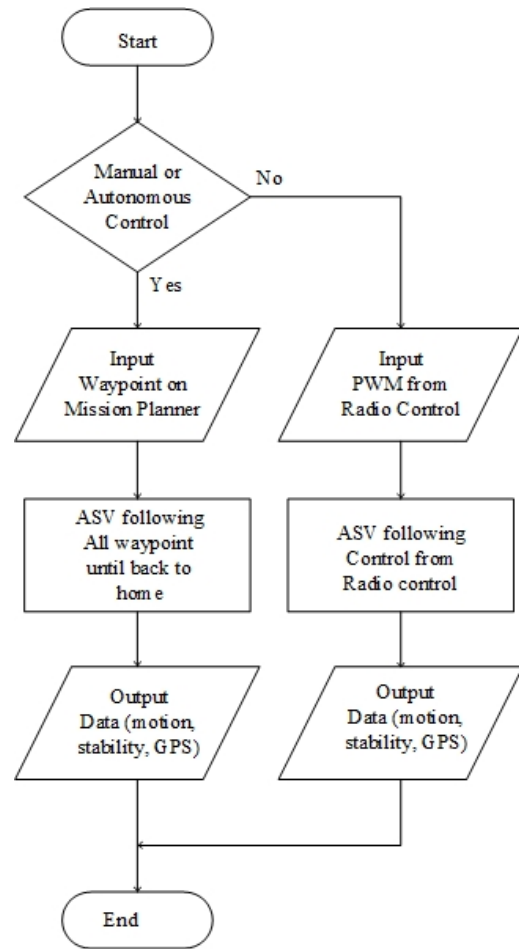 Start
Manual or
Autonomous
Control
No
Yes
Input
Waypoint on
Mission Planner
Input
PWM from
Radio Control
ASV following
All waypoint
until back to
home
ASV following
Control from
Radio control
Output
Data (motion,
stability, GPS)
Output
Data (motion,
stability, GPS)
End